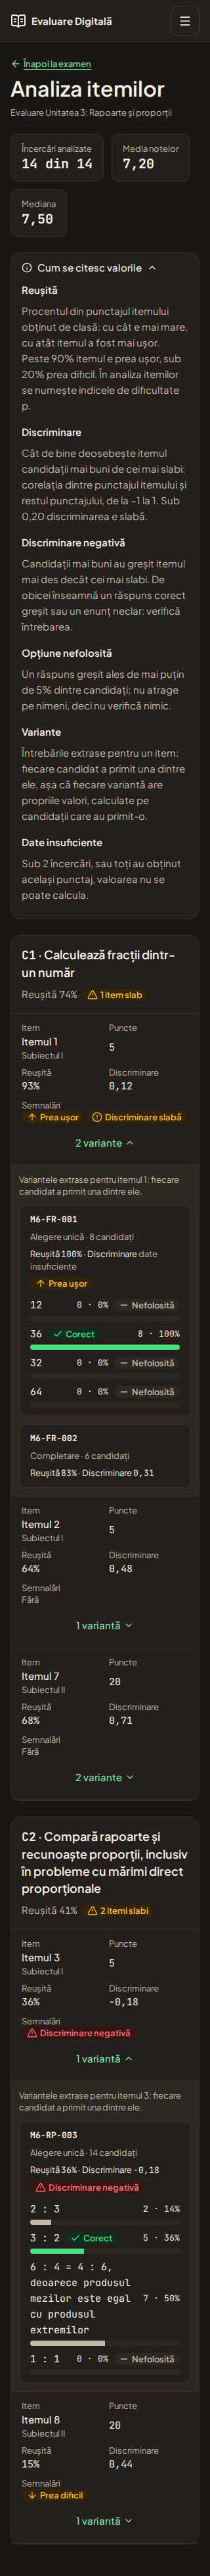 Evaluare Digitală
Înapoi la examen
Analiza itemilor
Evaluare Unitatea 3: Rapoarte și proporții
Încercări analizate
14 din 14
Media notelor
7,20
Mediana
7,50
Cum se citesc valorile
Reușită
Procentul din punctajul itemului
obținut de clasă: cu cât e mai mare,
cu atât itemul a fost mai ușor.
Peste 90% itemul e prea ușor, sub
20% prea dificil. În analiza itemilor
se numește indicele de dificultate
p.
Discriminare
Cât de bine deosebește itemul
candidații mai buni de cei mai slabi:
corelația dintre punctajul itemului și
restul punctajului, de la −1 la 1. Sub
0,20 discriminarea e slabă.
Discriminare negativă
Candidații mai buni au greșit itemul
mai des decât cei mai slabi. De
obicei înseamnă un răspuns corect
greșit sau un enunț neclar: verifică
întrebarea.
Opțiune nefolosită
Un răspuns greșit ales de mai puțin
de 5% dintre candidați; nu atrage
pe nimeni, deci nu verifică nimic.
Variante
Întrebările extrase pentru un item:
fiecare candidat a primit una dintre
ele, așa că fiecare variantă are
propriile valori, calculate pe
candidații care au primit-o.
Date insuficiente
Sub 2 încercări, sau toți au obținut
același punctaj, valoarea nu se
poate calcula.
C1 · Calculează fracții dintr-
un număr
Reușită 74% 1 item slab
Item
Itemul 1
Subiectul I
Puncte
5
Reușită
93%
Discriminare
0,12
Semnalări
Prea ușor Discriminare slabă
2 variante
Variantele extrase pentru itemul 1: fiecare
candidat a primit una dintre ele.
M6-FR-001
Alegere unică · 8 candidați
Reușită 100% · Discriminare date
insuficiente
Prea ușor
12 0 · 0% Nefolosită
36 Corect 8 · 100%
32 0 · 0% Nefolosită
64 0 · 0% Nefolosită
M6-FR-002
Completare · 6 candidați
Reușită 83% · Discriminare 0,31
Item
Itemul 2
Subiectul I
Puncte
5
Reușită
64%
Discriminare
0,48
Semnalări
Fără
1 variantă
Item
Itemul 7
Subiectul II
Puncte
20
Reușită
68%
Discriminare
0,71
Semnalări
Fără
2 variante
C2 · Compară rapoarte și
recunoaște proporții, inclusiv
în probleme cu mărimi direct
proporționale
Reușită 41% 2 itemi slabi
Item
Itemul 3
Subiectul I
Puncte
5
Reușită
36%
Discriminare
-0,18
Semnalări
Discriminare negativă
1 variantă
Variantele extrase pentru itemul 3: fiecare
candidat a primit una dintre ele.
M6-RP-003
Alegere unică · 14 candidați
Reușită 36% · Discriminare -0,18
Discriminare negativă
2 : 3 2 · 14%
3 : 2 Corect 5 · 36%
6 : 4 = 4 : 6,
deoarece produsul
mezilor este egal 7 · 50%
cu produsul
extremilor
1 : 1 0 · 0% Nefolosită
Item
Itemul 8
Subiectul II
Puncte
20
Reușită
15%
Discriminare
0,44
Semnalări
Prea dificil
1 variantă